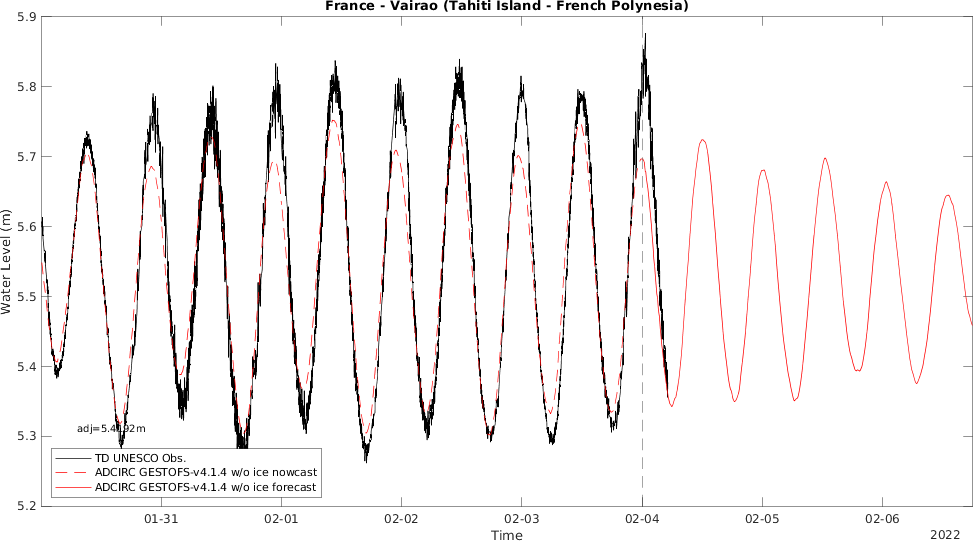 France - Vairao (Tahiti Island - French Polynesia)
5.9
5.8
5.7
5.6
5.5
5.4
5.3
5.2
Water Level (m)
adj=5.4192m
TD UNESCO Obs.
ADCIRC GESTOFS-v4.1.4 w/o ice nowcast
ADCIRC GESTOFS-v4.1.4 w/o ice forecast
01-31
02-01
02-02
02-03
02-04
02-05
02-06
Time
2022